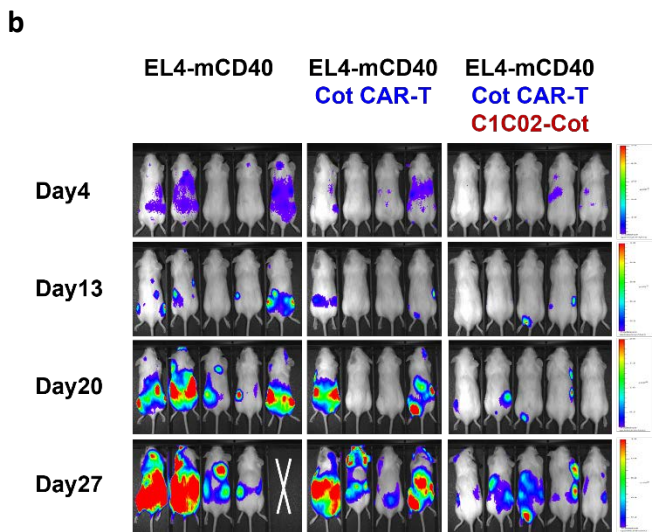 b
EL4-mCD40
EL4-mCD40
Cot CAR-T
EL4-mCD40
Cot CAR-T
C1C02-Cot
Day4
Day13
Day20
Day27